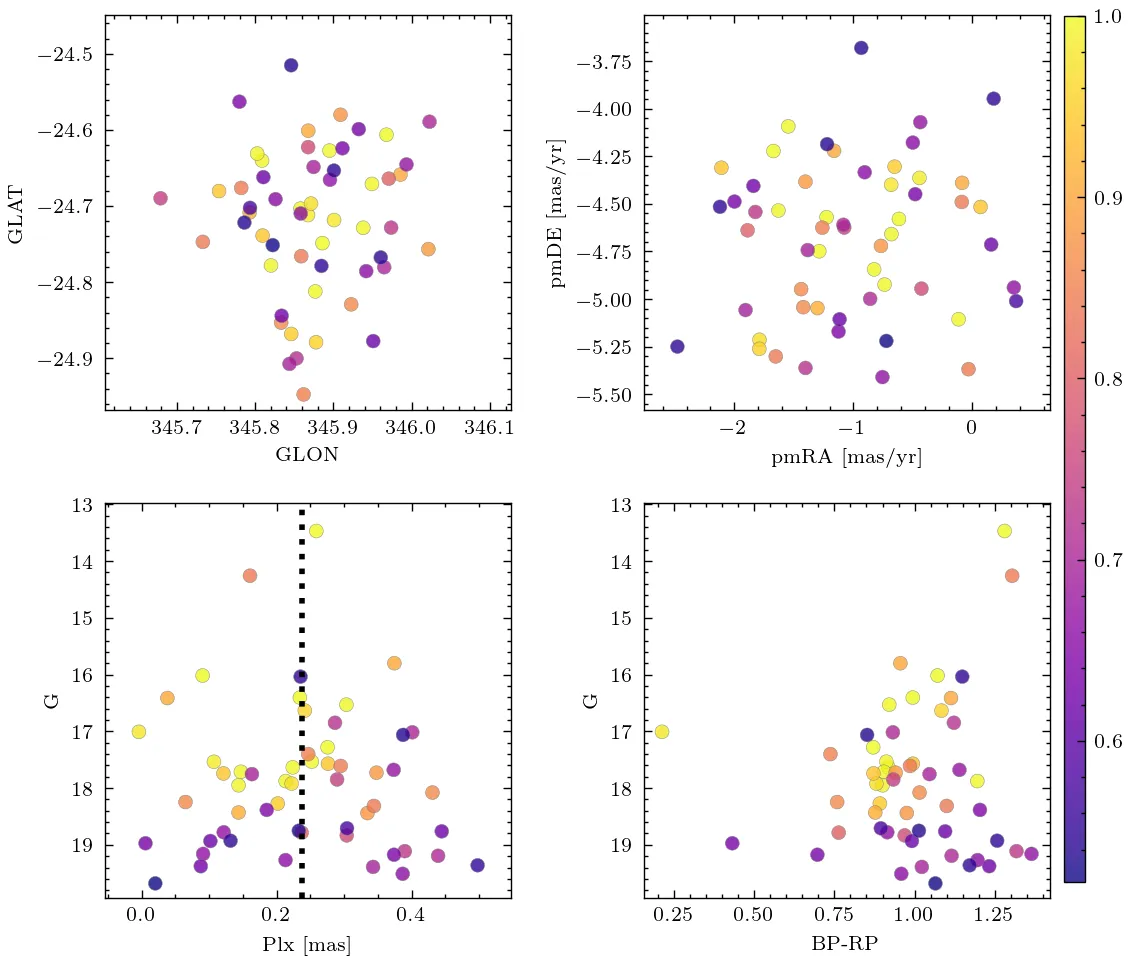 −24.5
−24.6
−24.7
−24.8
−24.9
GLAT
345.7 345.8 345.9 346.0 346.1
GLON
−3.75
−4.00
−4.25
−4.50
−4.75
−5.00
−5.25
−5.50
pmDE [mas/yr]
−2 −1 0
pmRA [mas/yr]
1.0
0.9
0.8
0.7
0.6
13
14
15
16
17
18
19
G
0.0 0.2 0.4
Plx [mas]
13
14
15
16
17
18
19
G
0.25 0.50 0.75 1.00 1.25
BP-RP